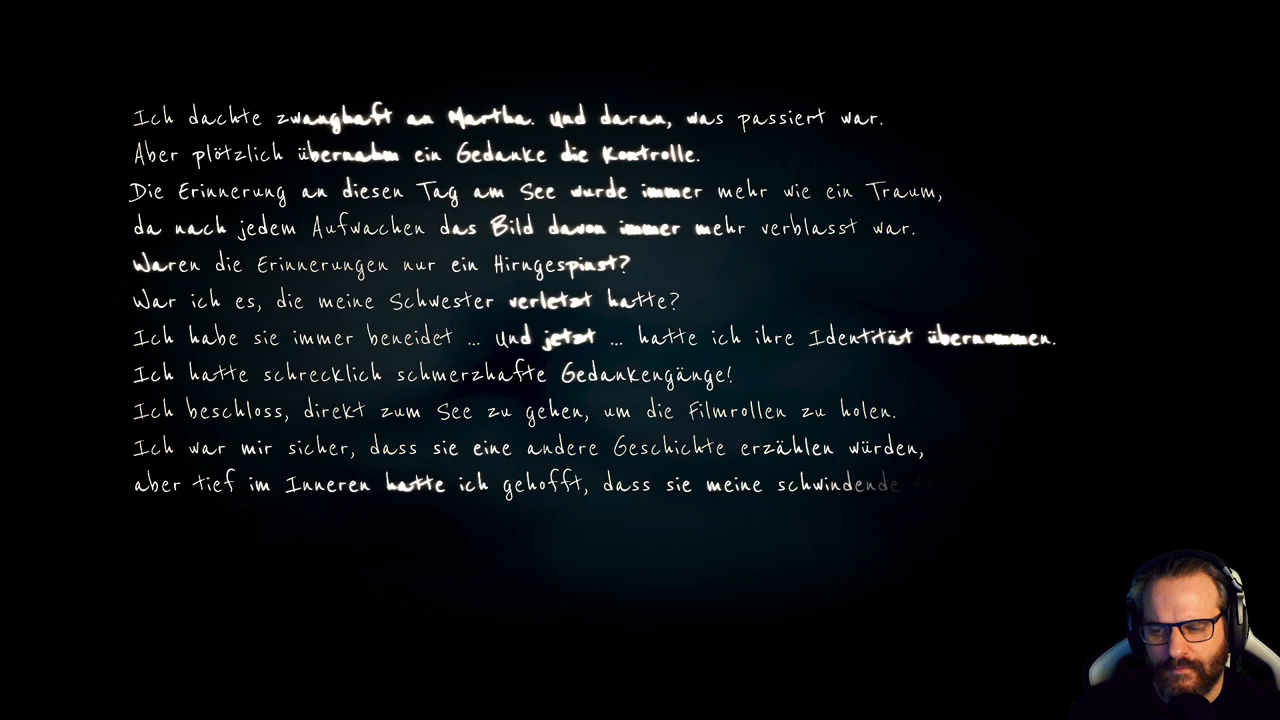 Ich dachte zwanghaft an Martha. Und daran, was passiert war.
Aber plötzlich übernahm ein Gedanke die Kontrolle.
Die Erinnerung an diesen Tag am See wurde immer mehr wie ein Traum,
da nach jedem Aufwachen das Bild davon immer mehr verblasst war.
Waren die Erinnerungen nur ein Hirngespinst?
War ich es, die meine Schwester verletzt hatte?
Ich habe sie immer beneidet ... Und jetzt ... hatte ich ihre Identität übernommen.
Ich hatte schrecklich schmerzhafte Gedankengänge!
Ich beschloss, direkt zum See zu gehen, um die Filmrollen zu holen.
Ich war mir sicher, dass sie eine andere Geschichte erzählen würden,
aber tief im Inneren hatte ich gehofft, dass sie meine schwindende